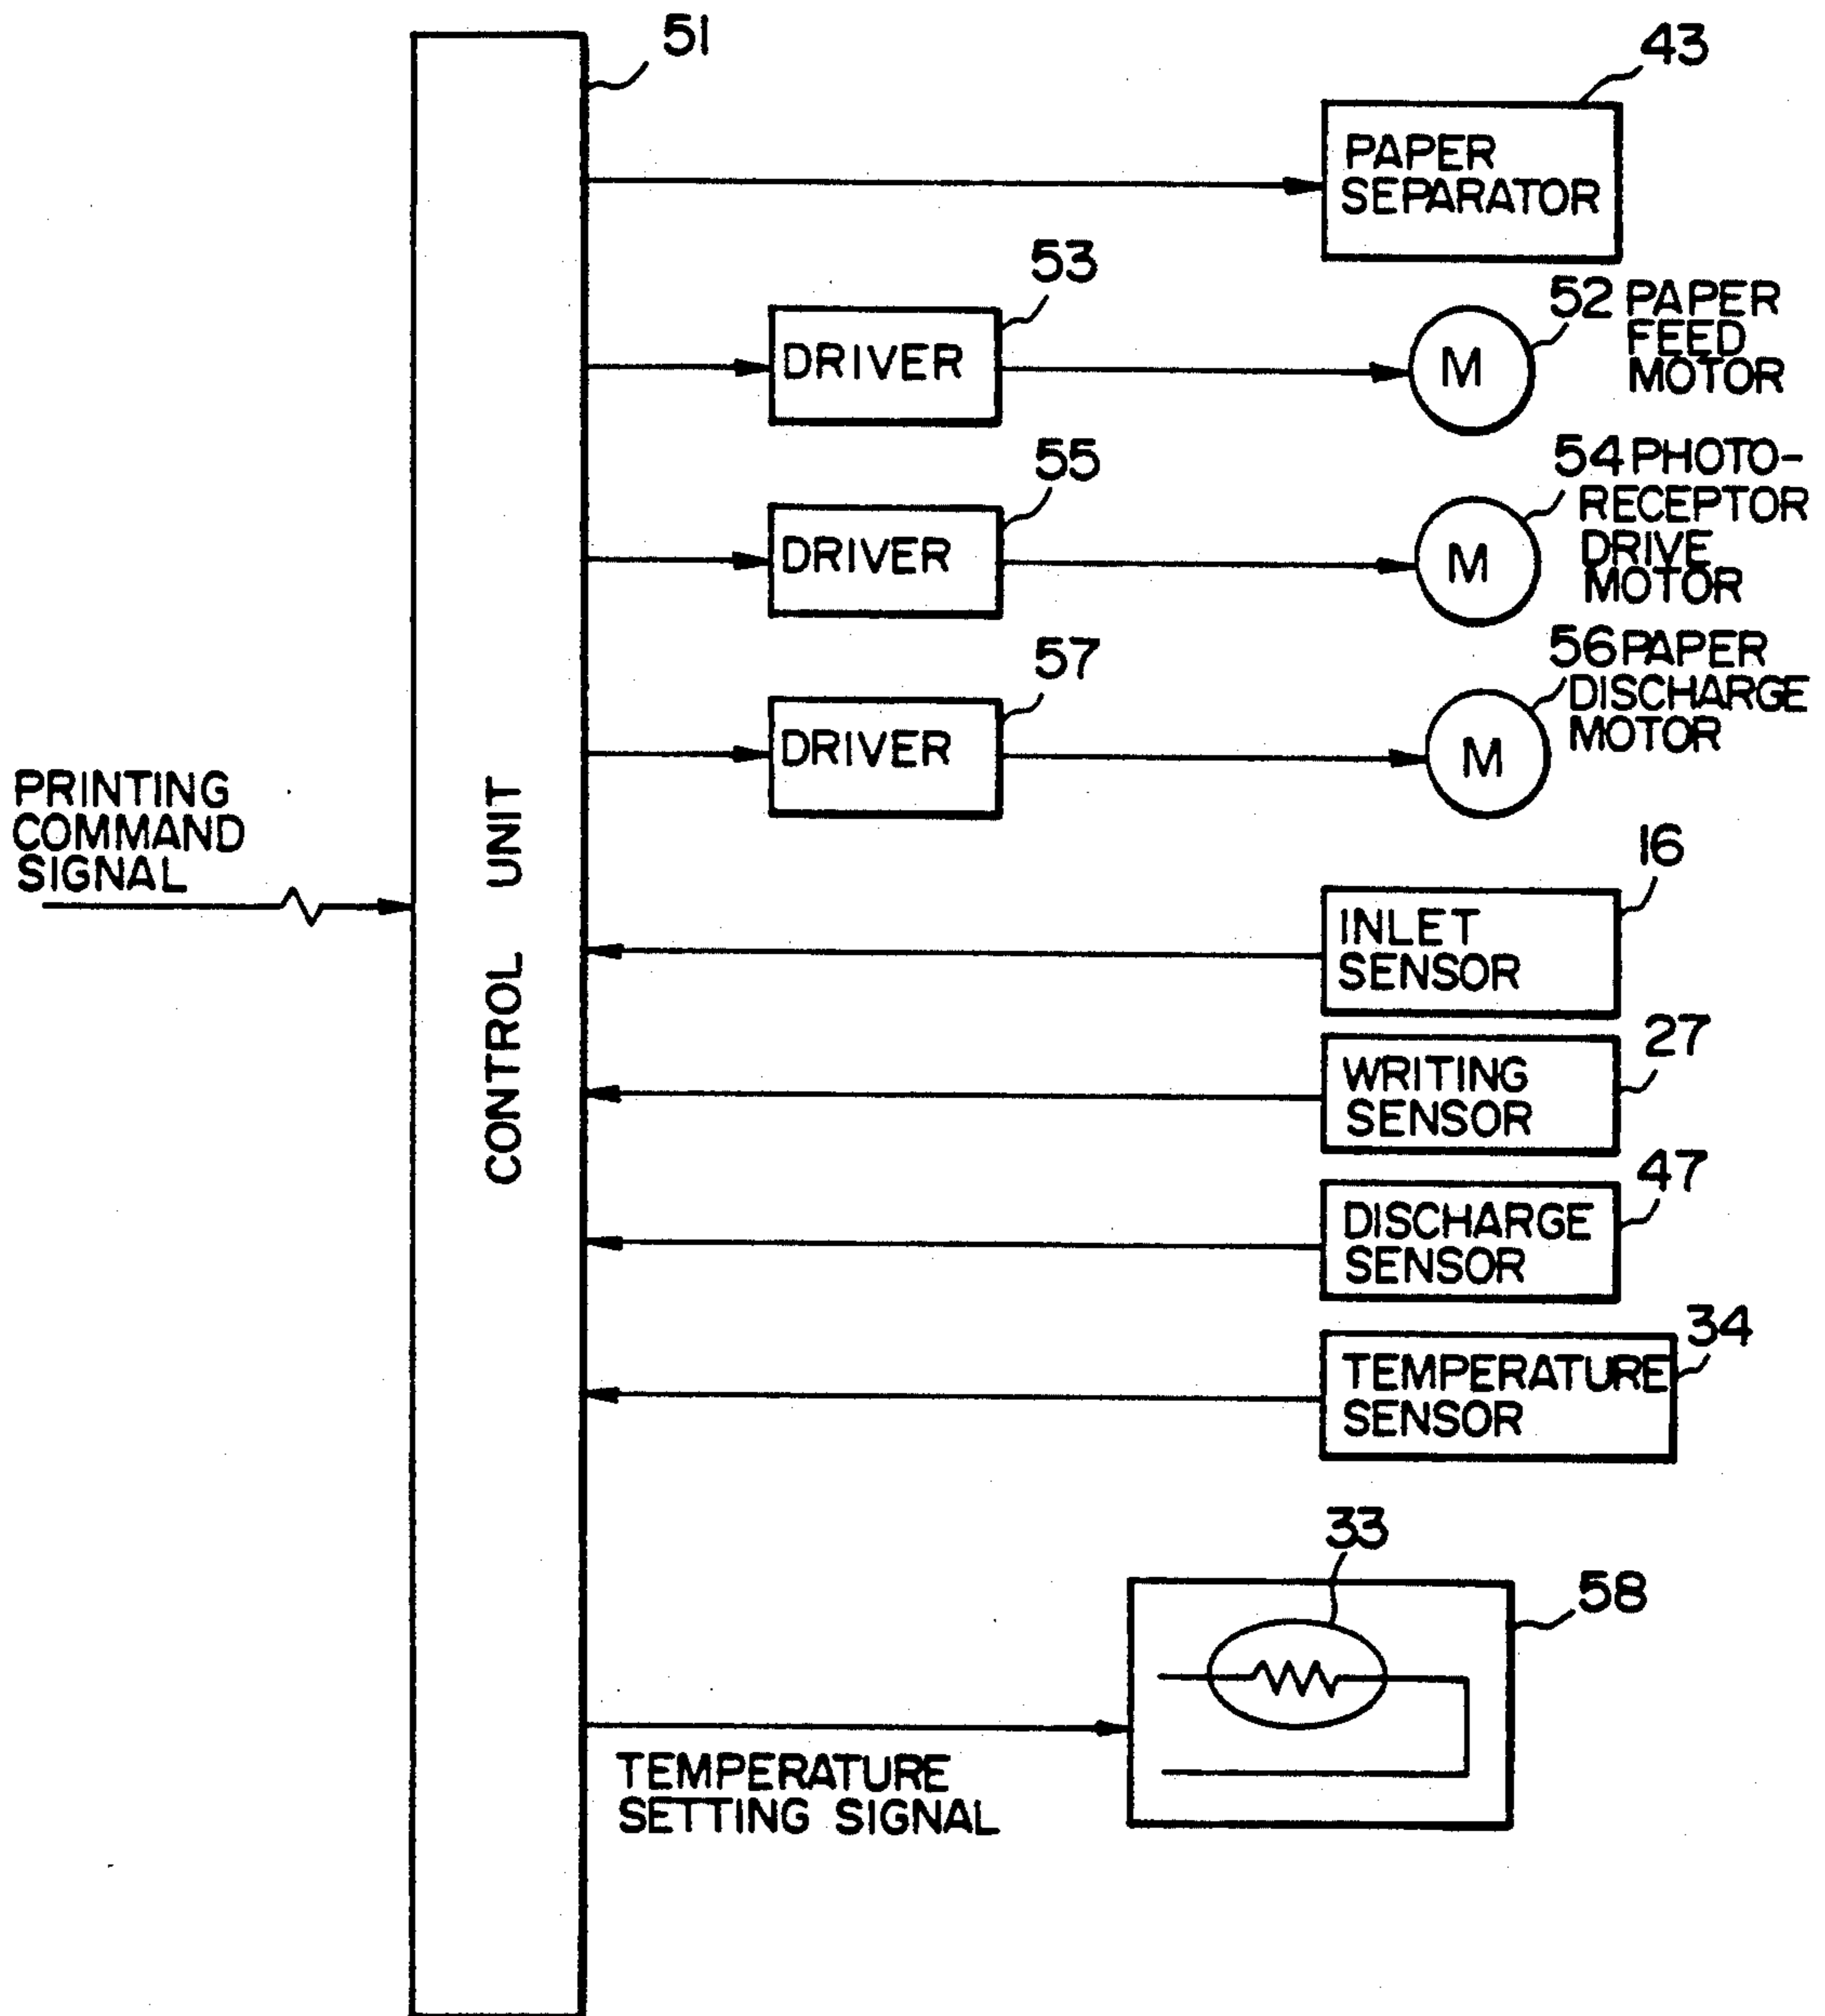 51
43
PAPER
SEPARATOR
53
DRIVER
M
52 PAPER
FEED
MOTOR
55
DRIVER
M
54 PHOTO-
RECEPTOR
DRIVE
MOTOR
57
DRIVER
M
56 PAPER
DISCHARGE
MOTOR
PRINTING
COMMAND
SIGNAL
CONTROL UNIT
16
INLET
SENSOR
27
WRITING
SENSOR
47
DISCHARGE
SENSOR
34
TEMPERATURE
SENSOR
33
58
TEMPERATURE
SETTING SIGNAL